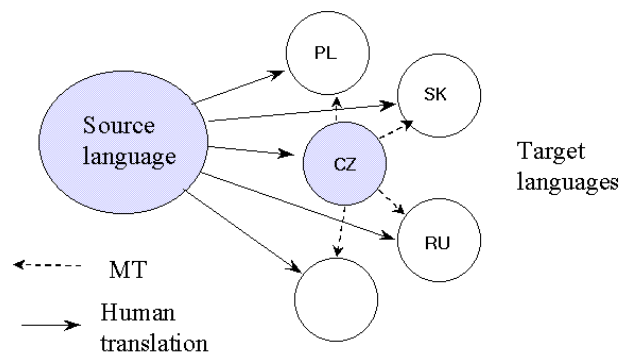 PL
SK
Source
language
CZ
Target
languages
RU
MT
Human
translation